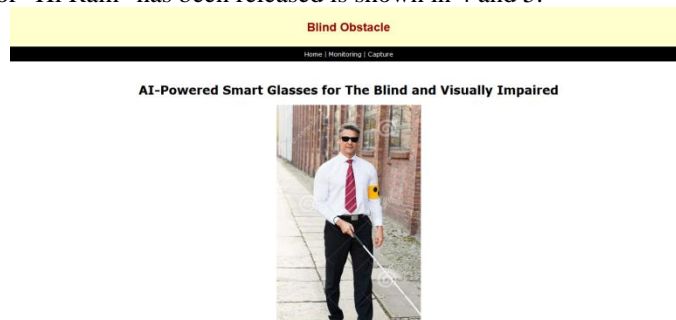 Blind Obstacle
Home | Monitoring | Capture
AI-Powered Smart Glasses for The Blind and Visually Impaired